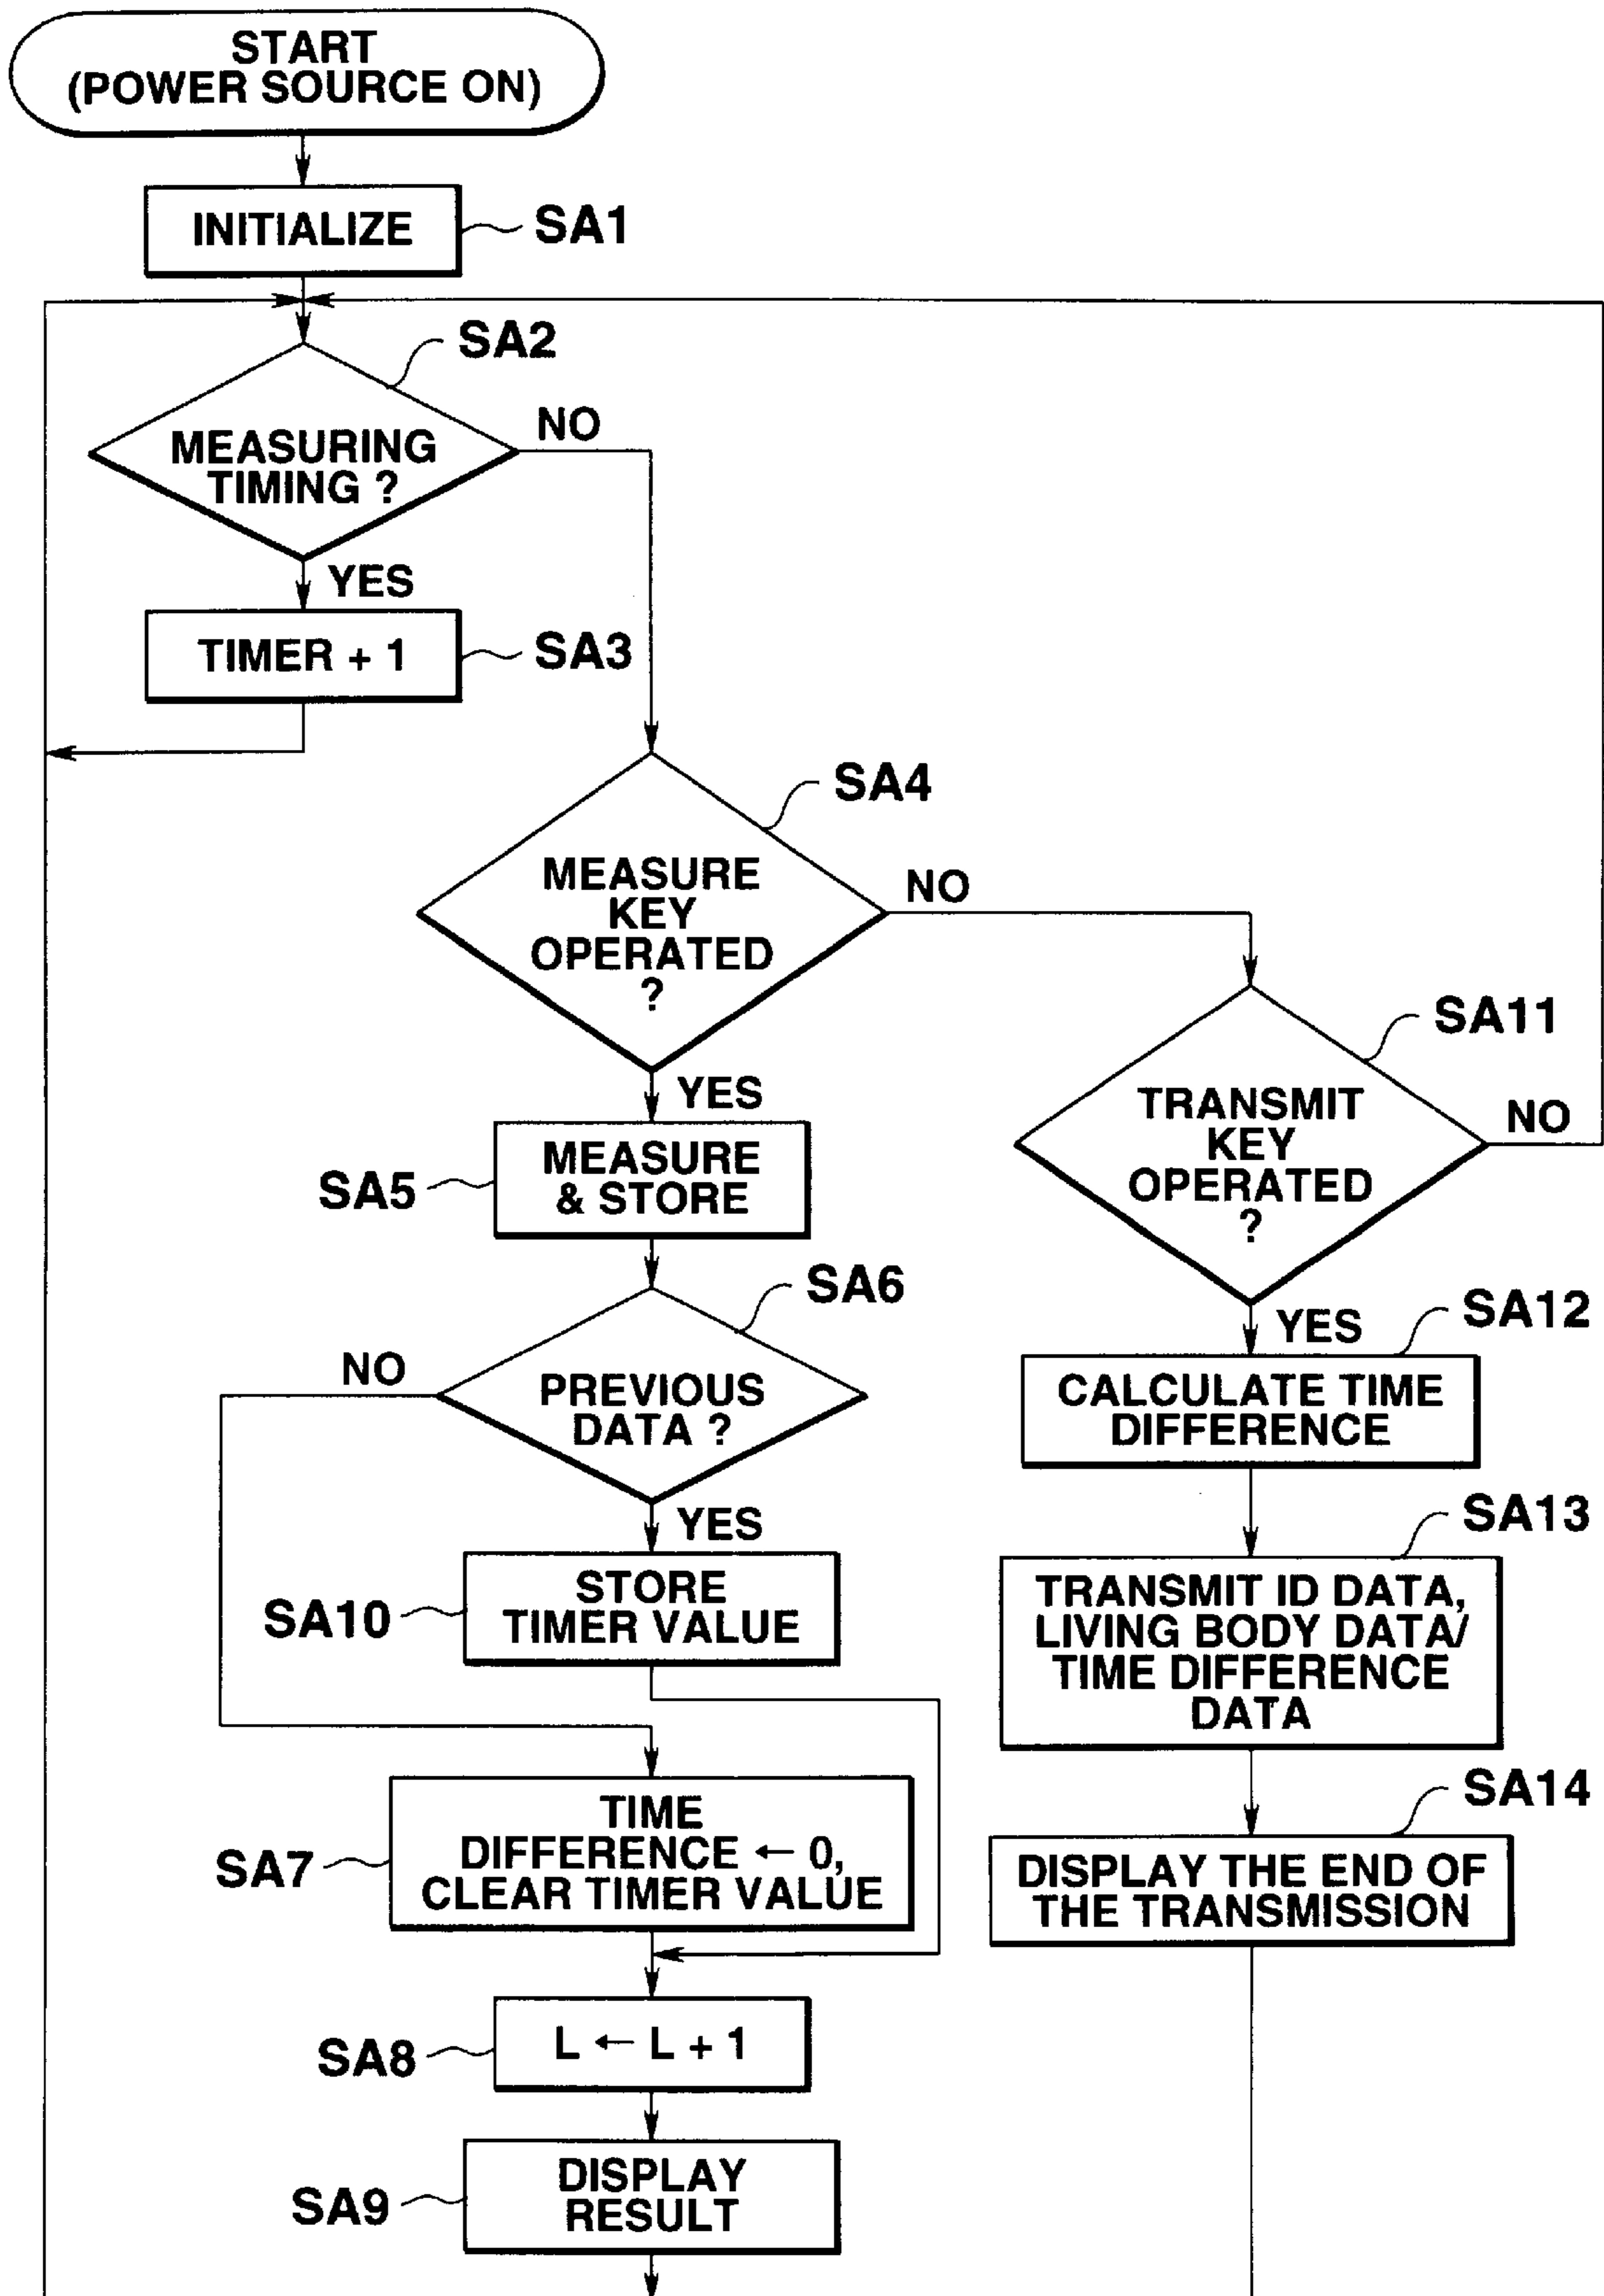 START
(POWER SOURCE ON)
INITIALIZE
SA1
SA2
MEASURING
TIMING ?
NO
YES
TIMER + 1
SA3
SA4
MEASURE
KEY
OPERATED
?
NO
YES
MEASURE
& STORE
SA5
SA6
PREVIOUS
DATA ?
NO
YES
STORE
TIMER VALUE
SA10
TIME
DIFFERENCE ← 0,
CLEAR TIMER VALUE
SA7
L ← L + 1
SA8
DISPLAY
RESULT
SA9
SA11
TRANSMIT
KEY
OPERATED
?
NO
YES
SA12
CALCULATE TIME
DIFFERENCE
SA13
TRANSMIT ID DATA,
LIVING BODY DATA/
TIME DIFFERENCE
DATA
SA14
DISPLAY THE END OF
THE TRANSMISSION